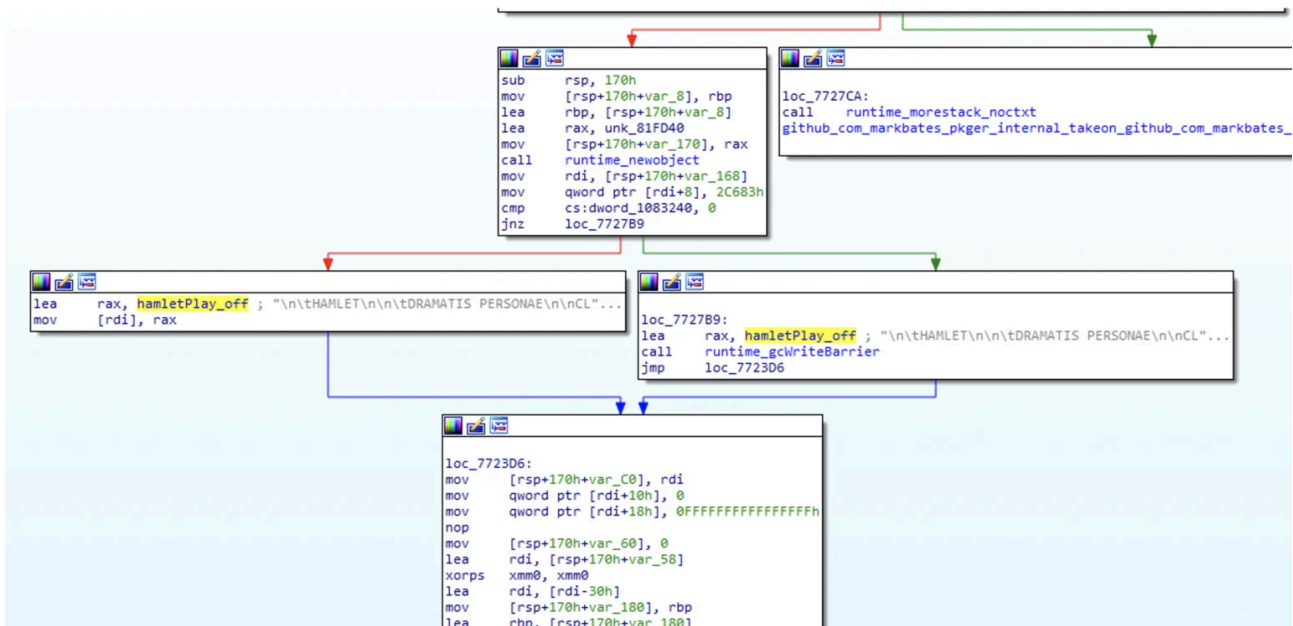 sub     rsp, 170h
mov     [rsp+170h+var_8], rbp
lea     rbp, [rsp+170h+var_8]
lea     rax, unk_81FD40
mov     [rsp+170h+var_170], rax
call    runtime_newobject
mov     rdi, [rsp+170h+var_168]
mov     qword ptr [rdi+8], 2C683h
cmp     cs:dword_1083240, 0
jnz     loc_7727B9
loc_7727CA:
call    runtime_morestack_noctxt
github_com_markbates_pkger_internal_takeon_github_com_markbates_
lea     rax, hamletPlay_off ; "\n\tHAMLET\n\n\tDRAMATIS PERSONAE\n\nCL"...
mov     [rdi], rax
loc_7727B9:
lea     rax, hamletPlay_off ; "\n\tHAMLET\n\n\tDRAMATIS PERSONAE\n\nCL"...
call    runtime_gcWriteBarrier
jmp     loc_7723D6
loc_7723D6:
mov     [rsp+170h+var_C0], rdi
mov     qword ptr [rdi+10h], 0
mov     qword ptr [rdi+18h], 0FFFFFFFFFFFFFFFFh
nop
mov     [rsp+170h+var_60], 0
lea     rdi, [rsp+170h+var_58]
xorps   xmm0, xmm0
lea     rdi, [rdi-30h]
mov     [rsp+170h+var_180], rbp
lea     rbp, [rsp+170h+var_180]